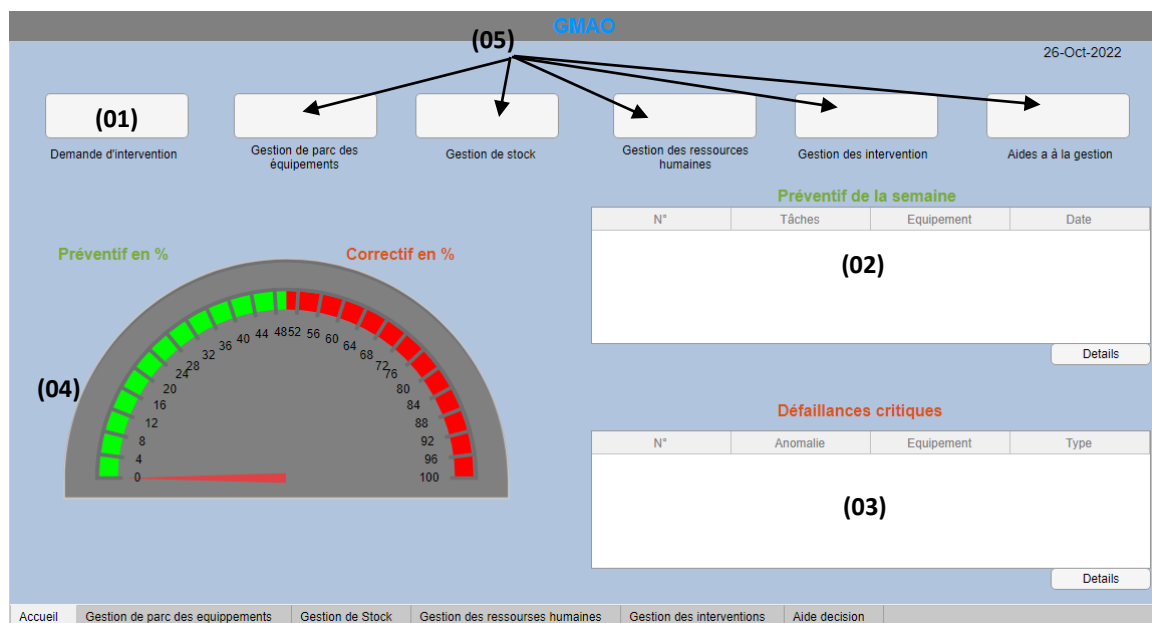 GMAO
(05)
26-Oct-2022
(01)
Demande d'intervention
Gestion de parc des
équipements
Gestion de stock
Gestion des ressources
humaines
Gestion des intervention
Aides a à la gestion
Préventif de la semaine
N° Tâches Equipement Date
(02)
Details
Préventif en % Correctif en %
(04)
0
4
8
12
16
20
24
28
32
36
40
44
48
52
56
60
64
68
72
76
80
84
88
92
96
100
Défaillances critiques
N° Anomalie Equipement Type
(03)
Details
Accueil Gestion de parc des equippements Gestion de Stock Gestion des ressourses humaines Gestion des interventions Aide decision